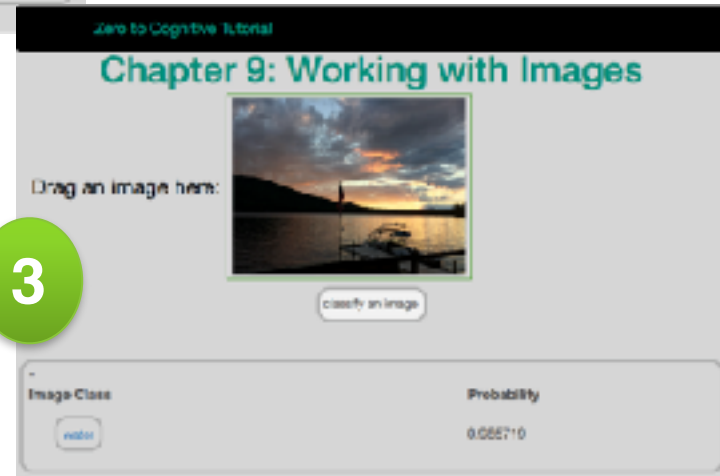 Zero to Cognitive Tutorial
Chapter 9: Working with Images
Drag an image here:
3
classify an image
-
Image Class Probability
water